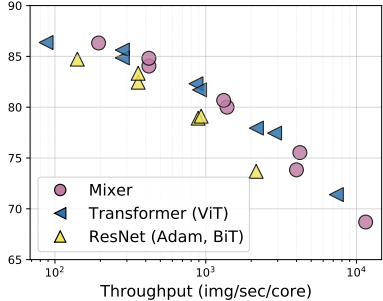 90
85
80
75
70
65
Mixer
Transformer (ViT)
ResNet (Adam, BiT)
10² 10³ 10⁴
Throughput (img/sec/core)